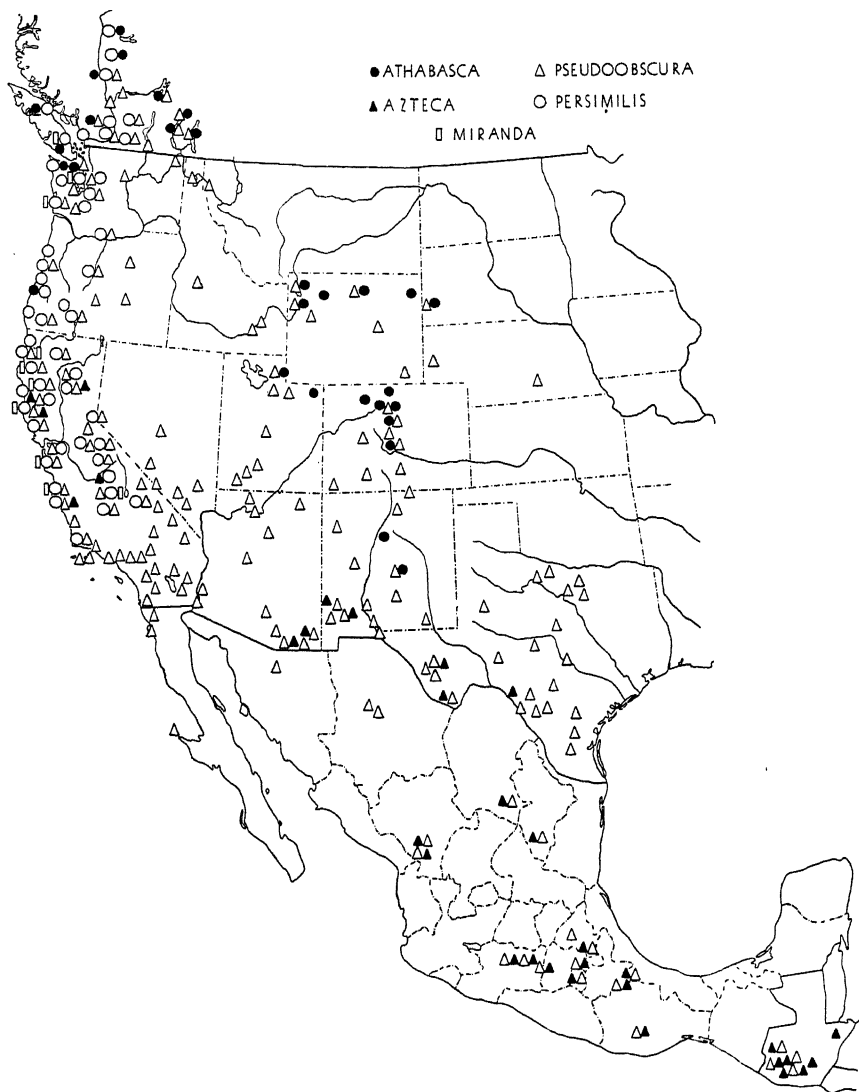 ● ATHABASCA △ PSEUDOOBSCURA
▲ AZTECA ○ PERSIMILIS
▯ MIRANDA